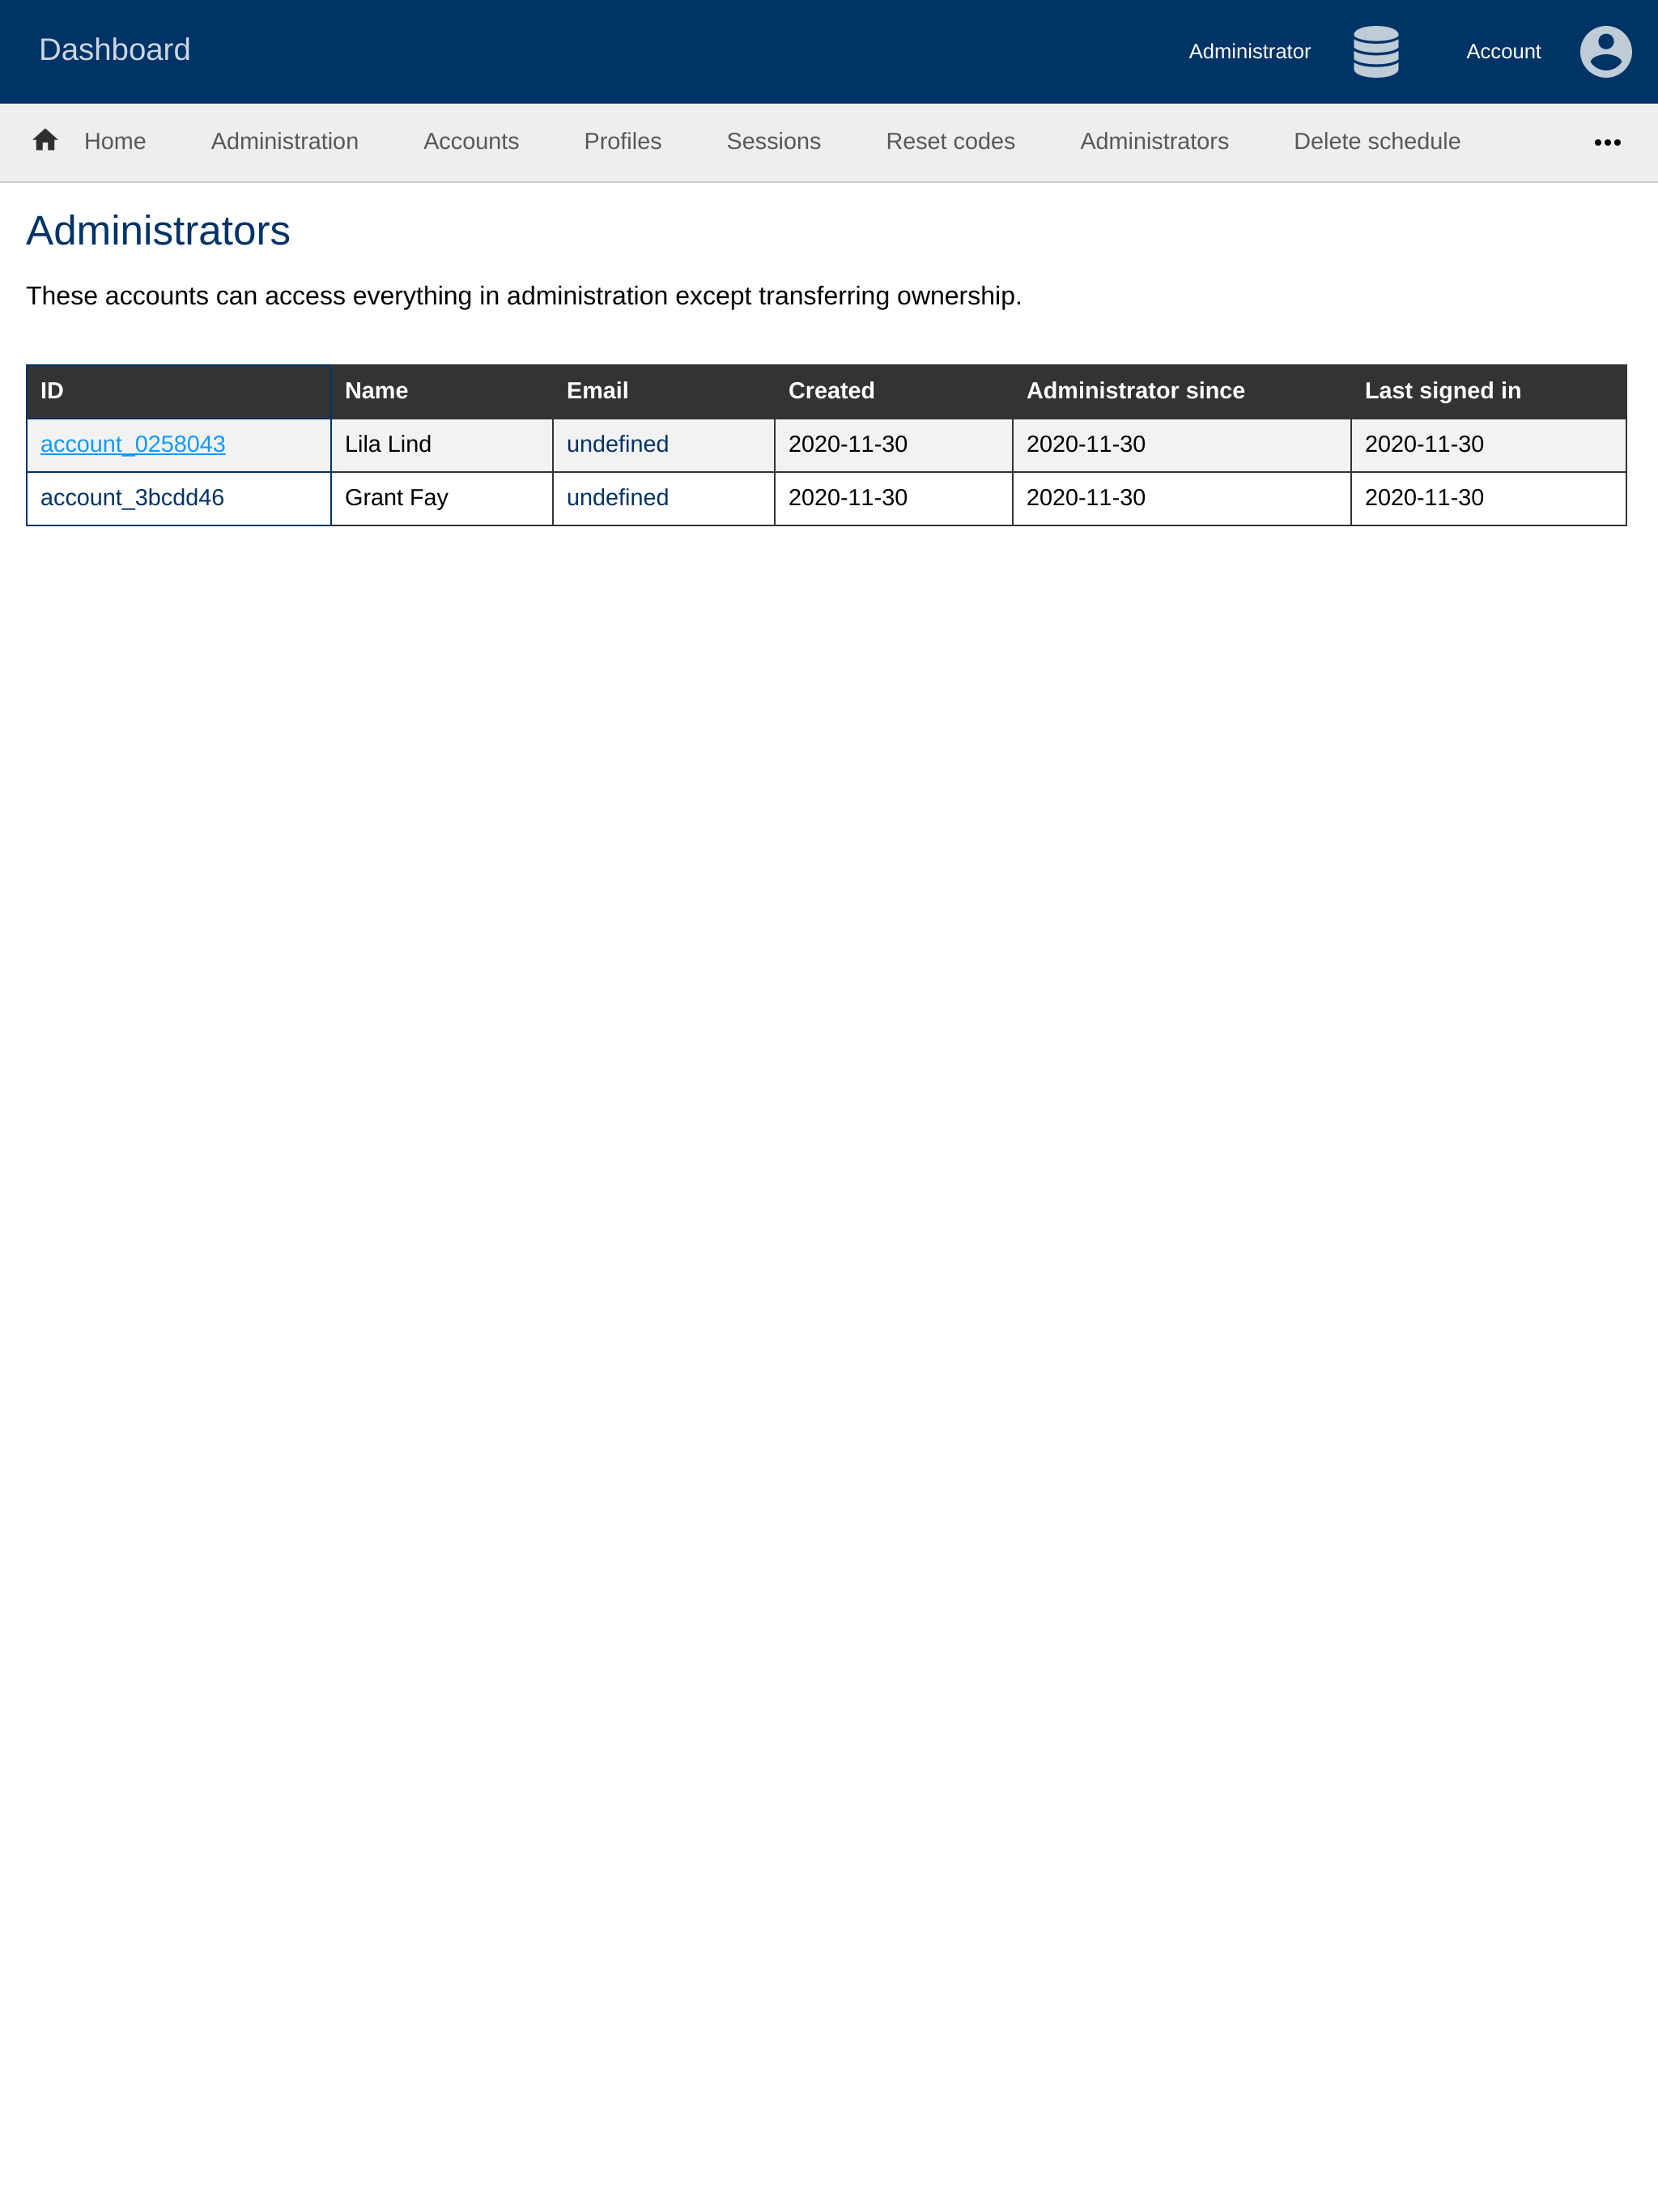 Dashboard Administrator Account
Home Administration Accounts Profiles Sessions Reset codes Administrators Delete schedule
Administrators
These accounts can access everything in administration except transferring ownership.
ID Name Email Created Administrator since Last signed in
account_0258043 Lila Lind undefined 2020-11-30 2020-11-30 2020-11-30
account_3bcdd46 Grant Fay undefined 2020-11-30 2020-11-30 2020-11-30